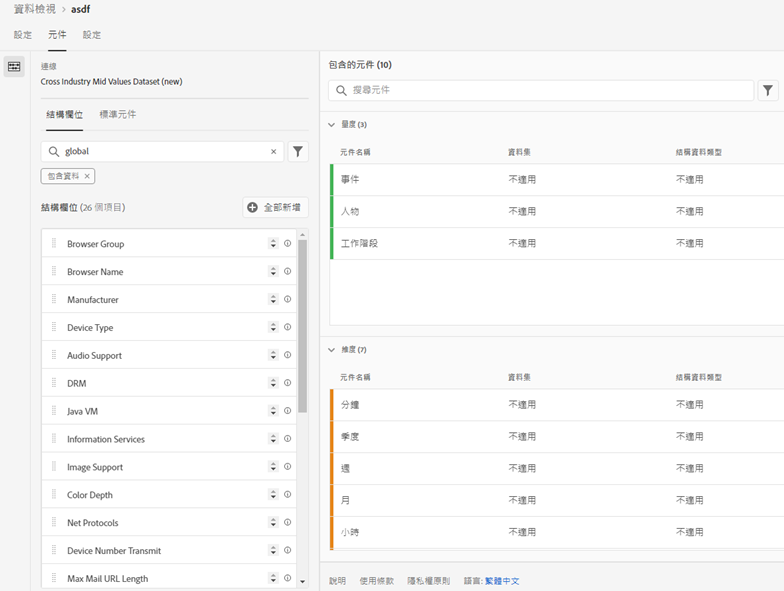 資料檢視 > asdf
設定 元件 設定
連線
Cross Industry Mid Values Dataset (new)
結構欄位 標準元件
global
包含資料
結構欄位 (26 個項目)
全部新增
Browser Group
Browser Name
Manufacturer
Device Type
Audio Support
DRM
Java VM
Information Services
Image Support
Color Depth
Net Protocols
Device Number Transmit
Max Mail URL Length
包含的元件 (10)
搜尋元件
量度 (3)
元件名稱 資料集 結構資料類型
事件 不適用 不適用
人物 不適用 不適用
工作階段 不適用 不適用
維度 (7)
元件名稱 資料集 結構資料類型
分鐘 不適用 不適用
季度 不適用 不適用
週 不適用 不適用
月 不適用 不適用
小時 不適用 不適用
說明 使用條款 隱私權原則 語言: 繁體中文